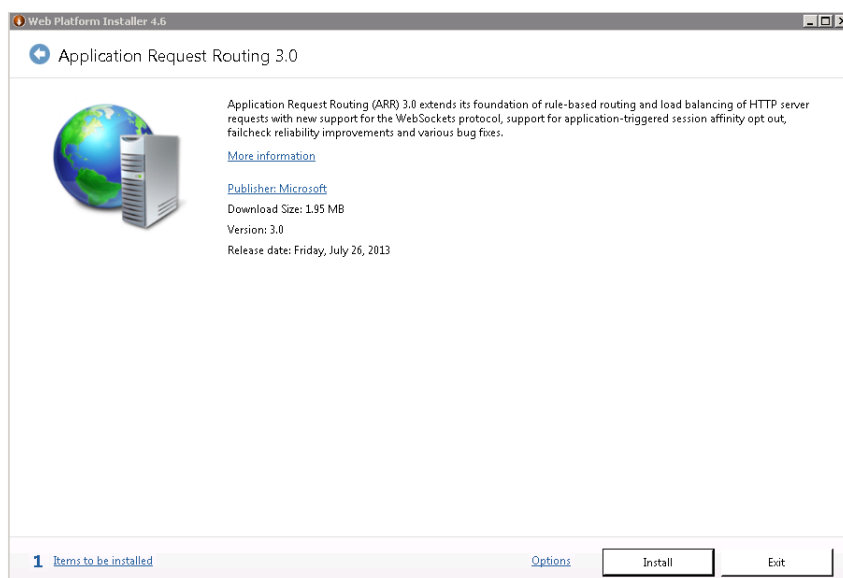 Web Platform Installer 4.6
Application Request Routing 3.0
Application Request Routing (ARR) 3.0 extends its foundation of rule-based routing and load balancing of HTTP server
requests with new support for the WebSockets protocol, support for application-triggered session affinity opt out,
failcheck reliability improvements and various bug fixes.
More information
Publisher: Microsoft
Download Size: 1.95 MB
Version: 3.0
Release date: Friday, July 26, 2013
1 Items to be installed
Options
Install
Exit